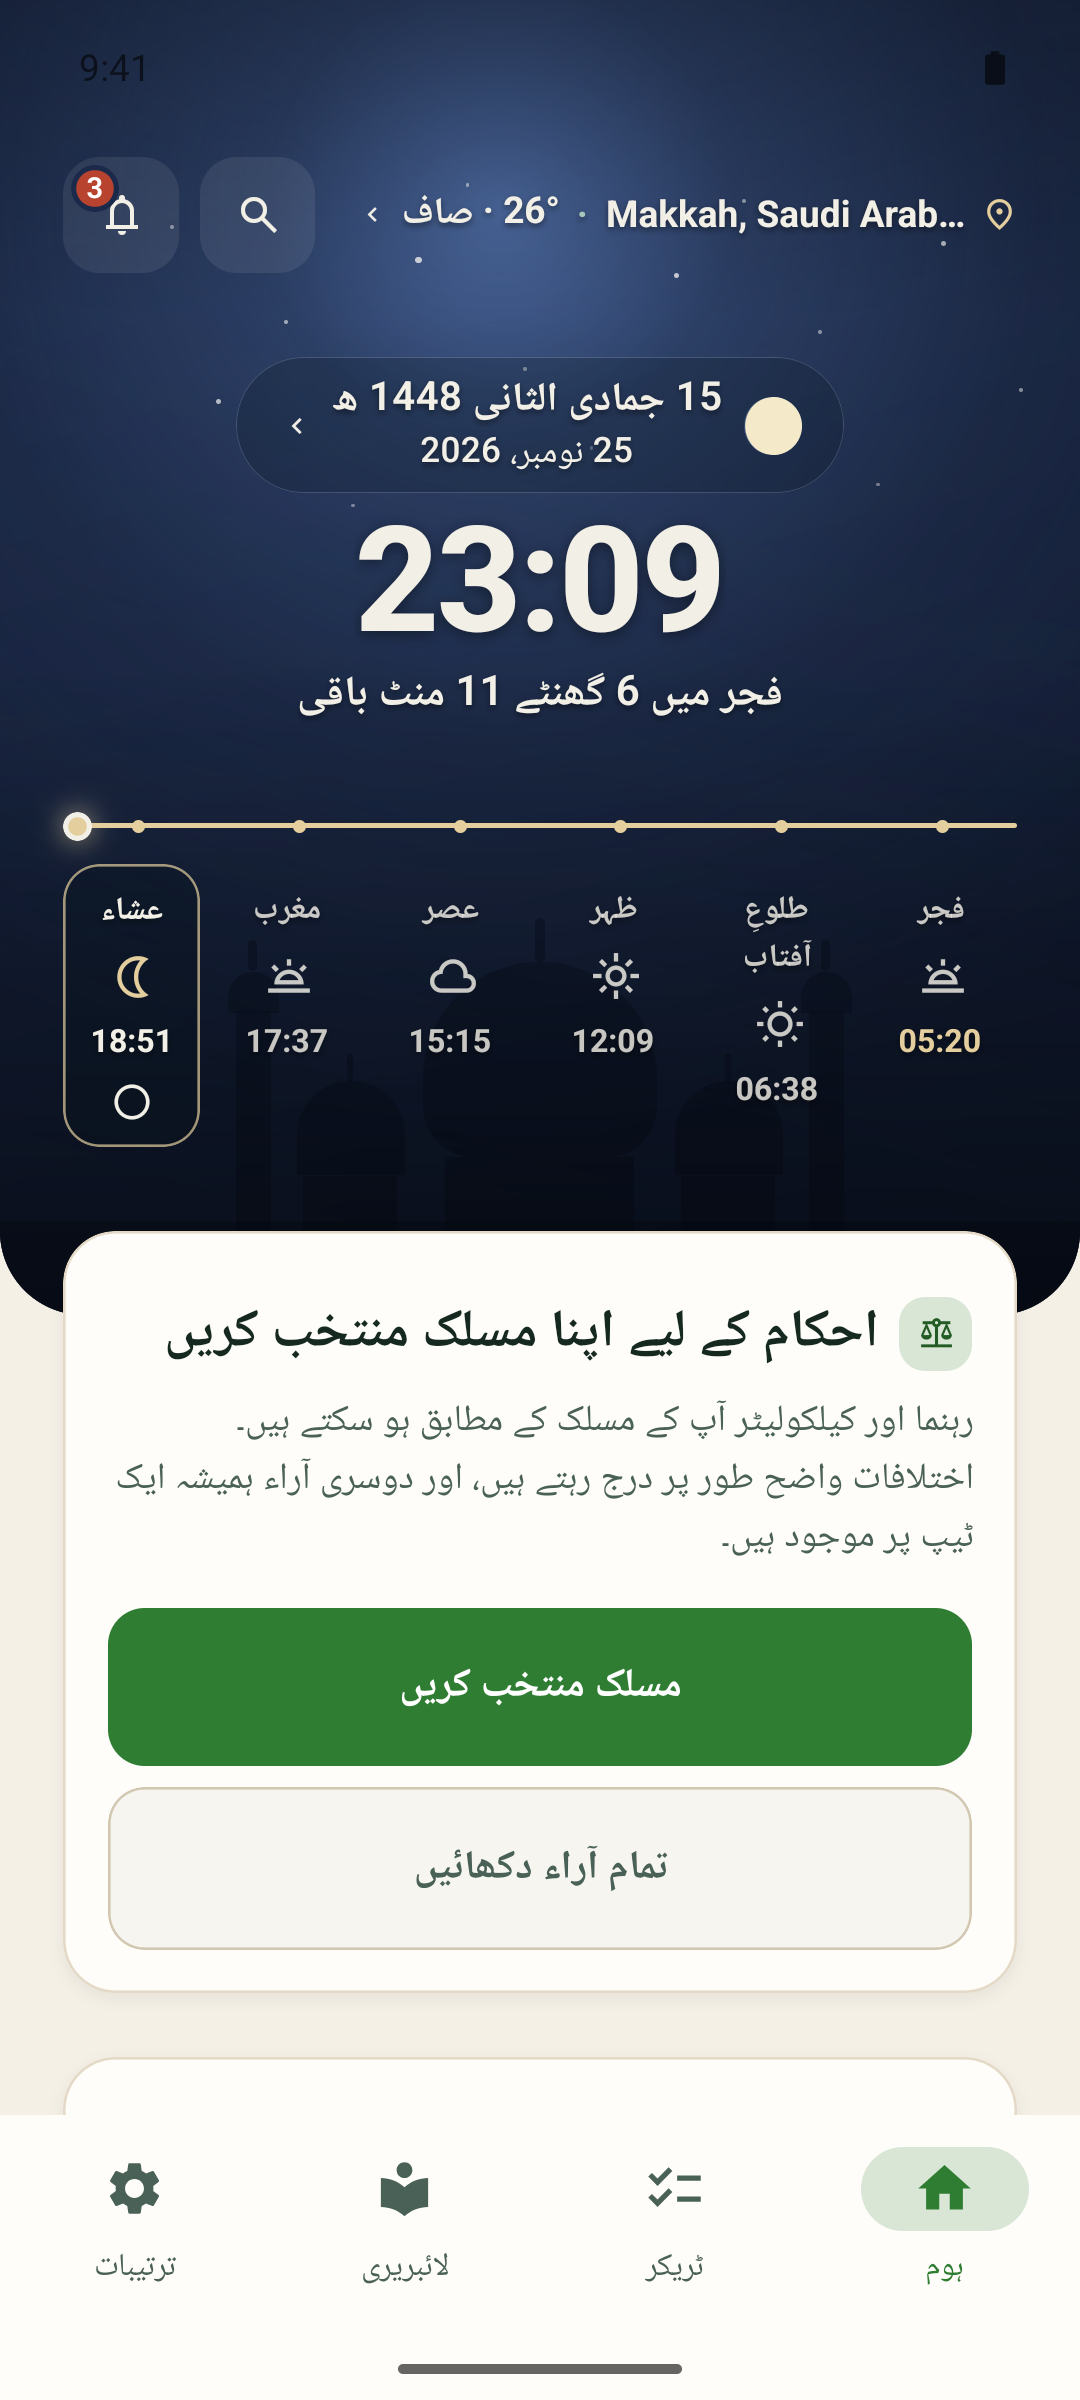 9:41
Makkah, Saudi Arab… · 26° · صاف
3
15 جمادی الثانی 1448 ھ
25 نومبر، 2026
23:09
فجر میں 6 گھنٹے 11 منٹ باقی
فجر
05:20
طلوعِ آفتاب
06:38
ظہر
12:09
عصر
15:15
مغرب
17:37
عشاء
18:51
احکام کے لیے اپنا مسلک منتخب کریں
رہنما اور کیلکولیٹر آپ کے مسلک کے مطابق ہو سکتے ہیں۔
اختلافات واضح طور پر درج رہتے ہیں، اور دوسری آراء ہمیشہ ایک
ٹیپ پر موجود ہیں۔
مسلک منتخب کریں
تمام آراء دکھائیں
ہوم
ٹریکر
لائبریری
ترتیبات